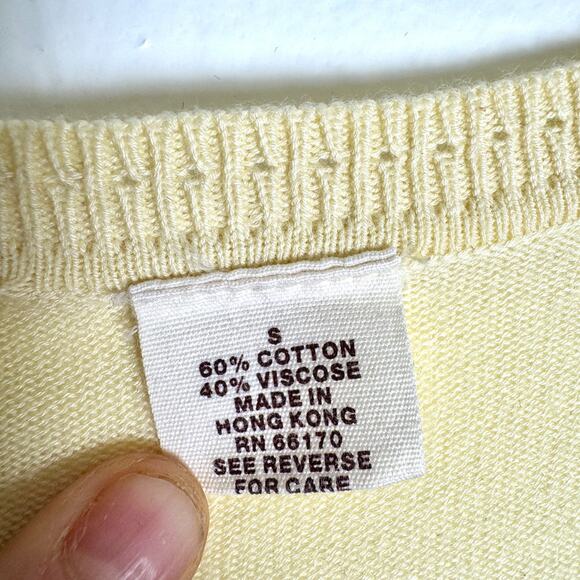 S
60% COTTON
40% VISCOSE
MADE IN
HONG KONG
RN 66170
SEE REVERSE
FOR CARE